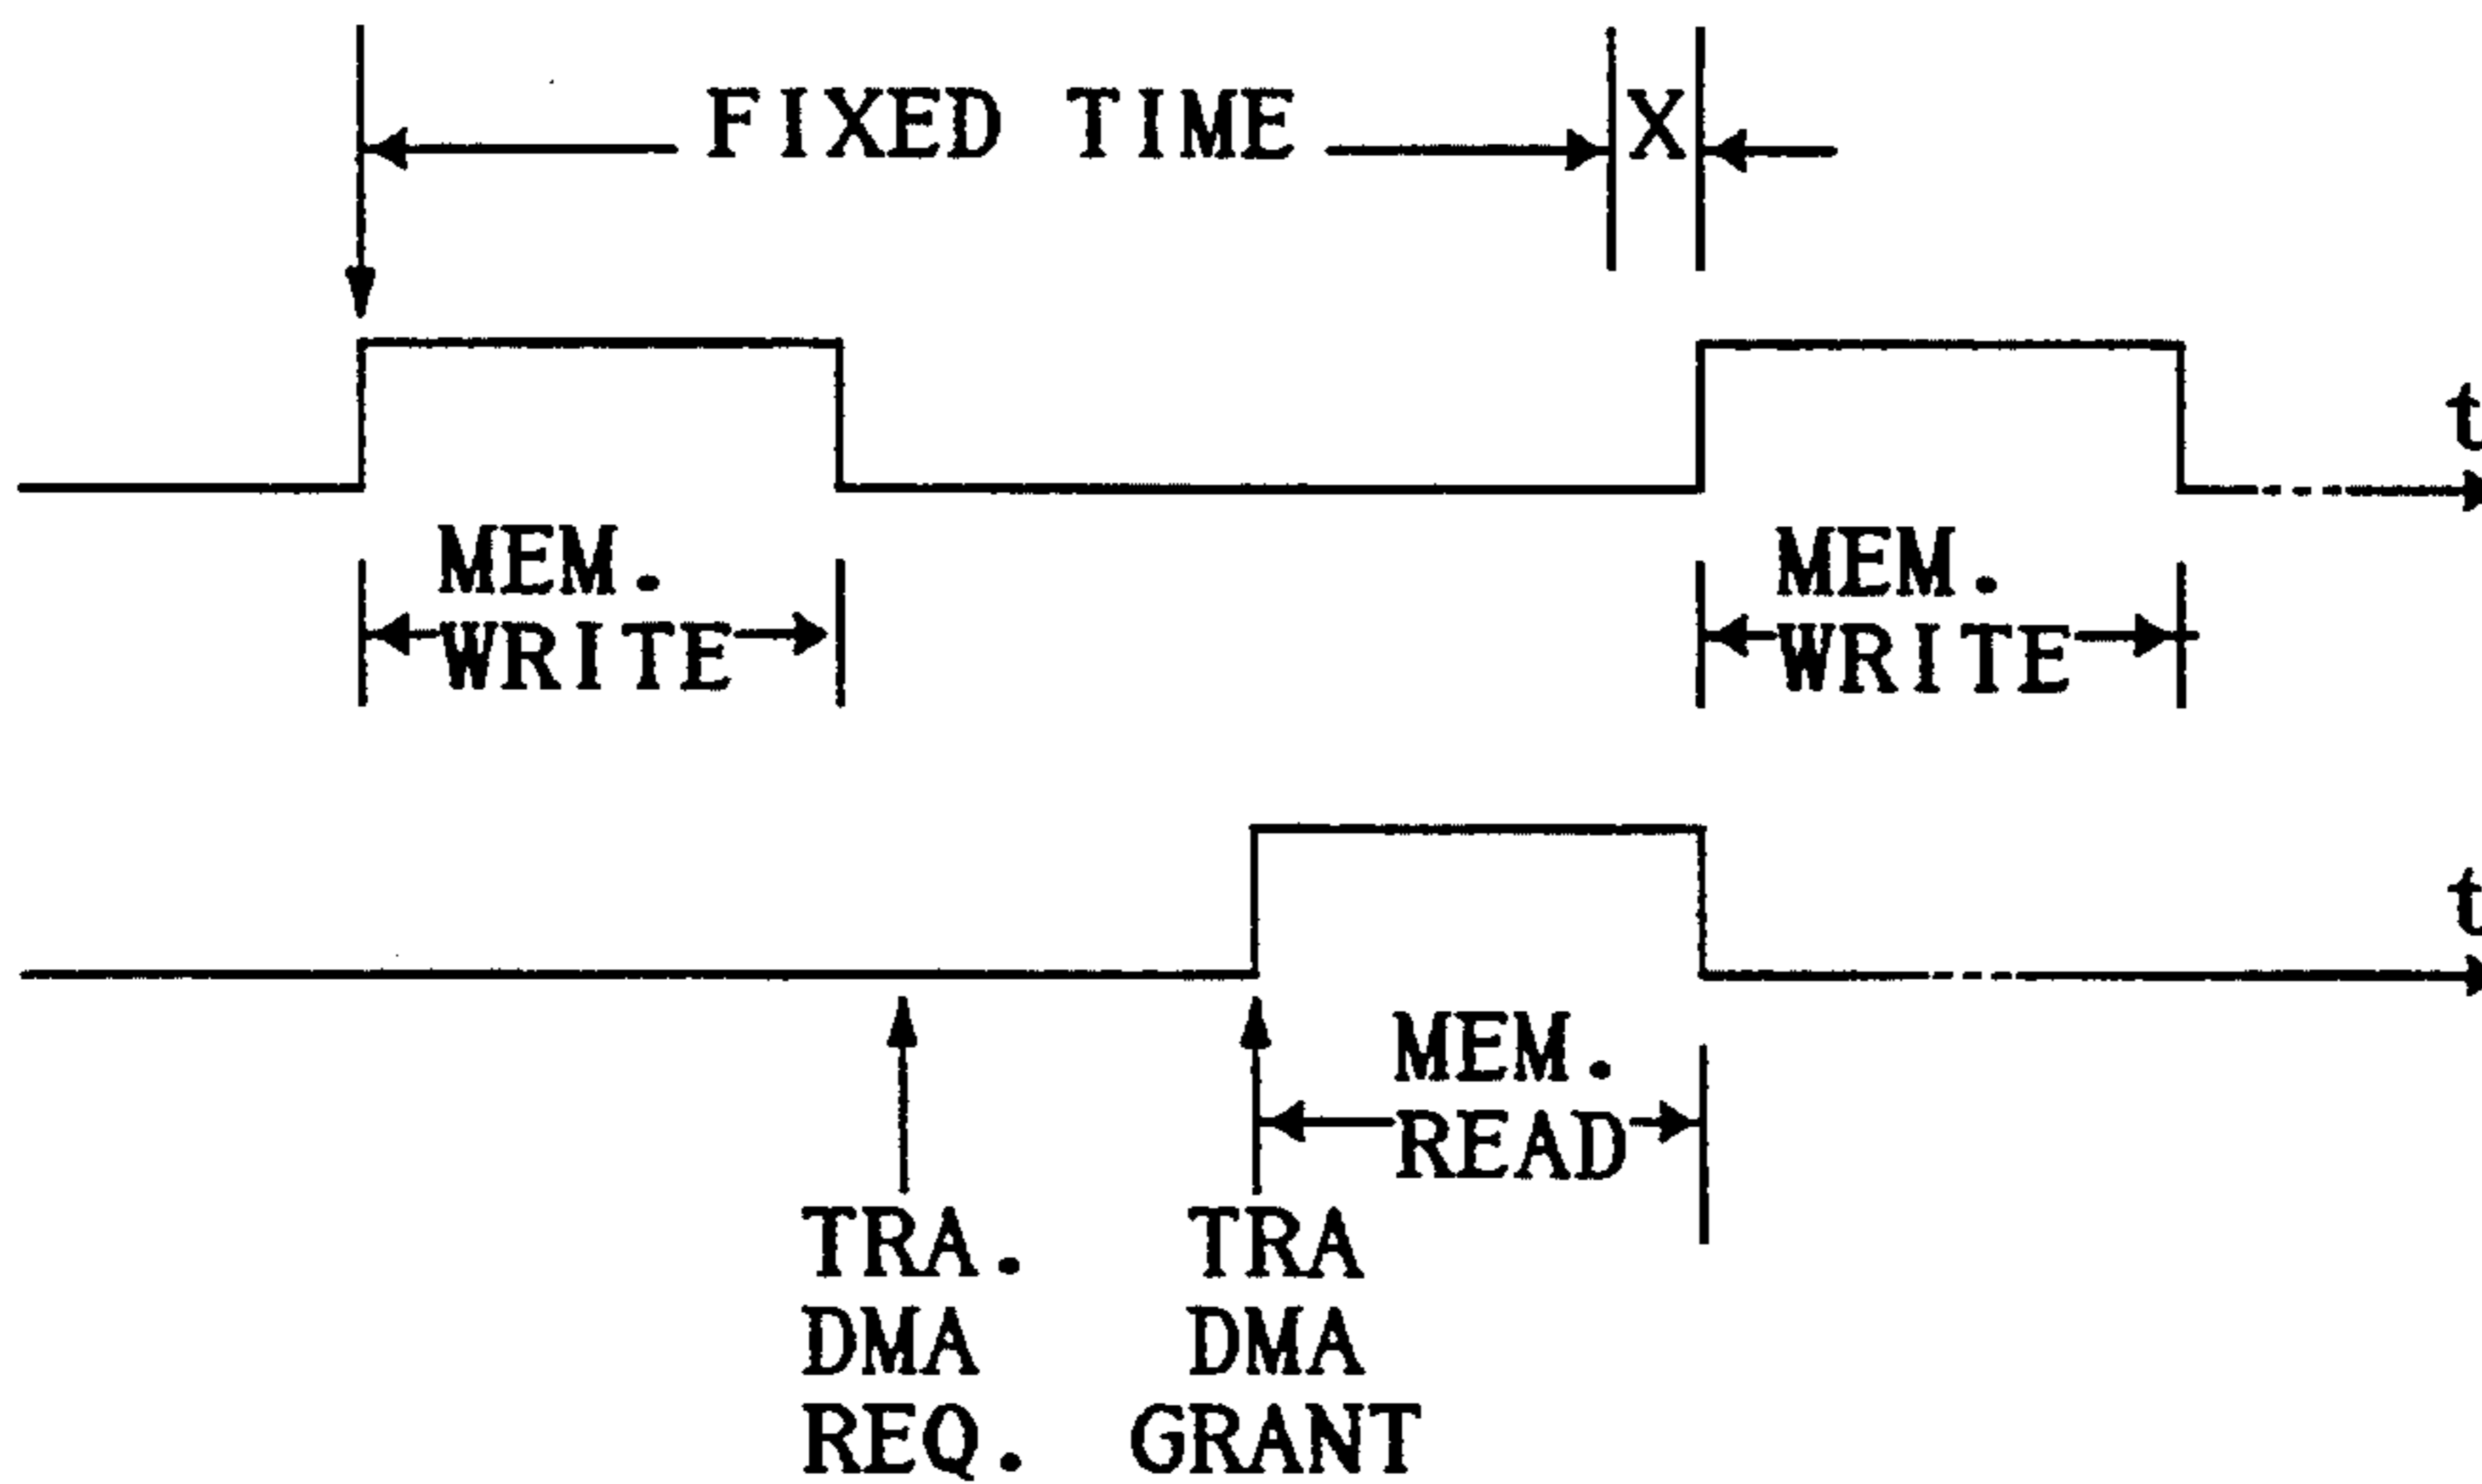 FIXED TIME
X
t
MEM.
WRITE
MEM.
WRITE
t
MEM.
READ
TRA.
DMA
REQ.
TRA
DMA
GRANT